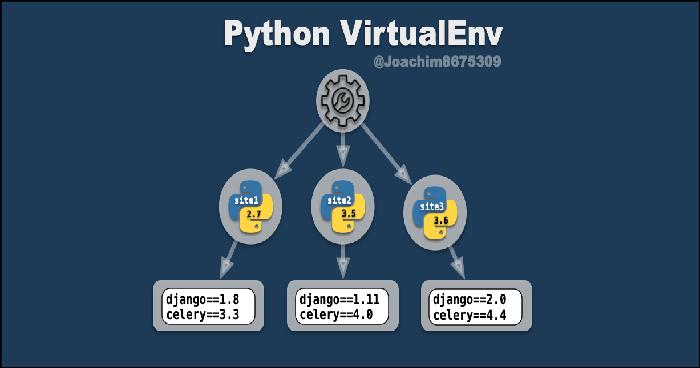 Python VirtualEnv
@Joachim8675309
site1
2.7
site2
3.5
site3
3.6
django==1.8
celery==3.3
django==1.11
celery==4.0
django==2.0
celery==4.4